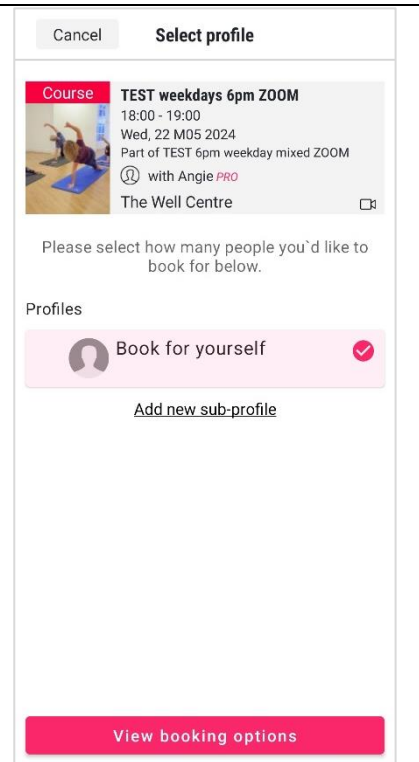 Cancel
Select profile
Course
TEST weekdays 6pm ZOOM
18:00 - 19:00
Wed, 22 M05 2024
Part of TEST 6pm weekday mixed ZOOM
with Angie PRO
The Well Centre
Please select how many people you`d like to
book for below.
Profiles
Book for yourself
Add new sub-profile
View booking options